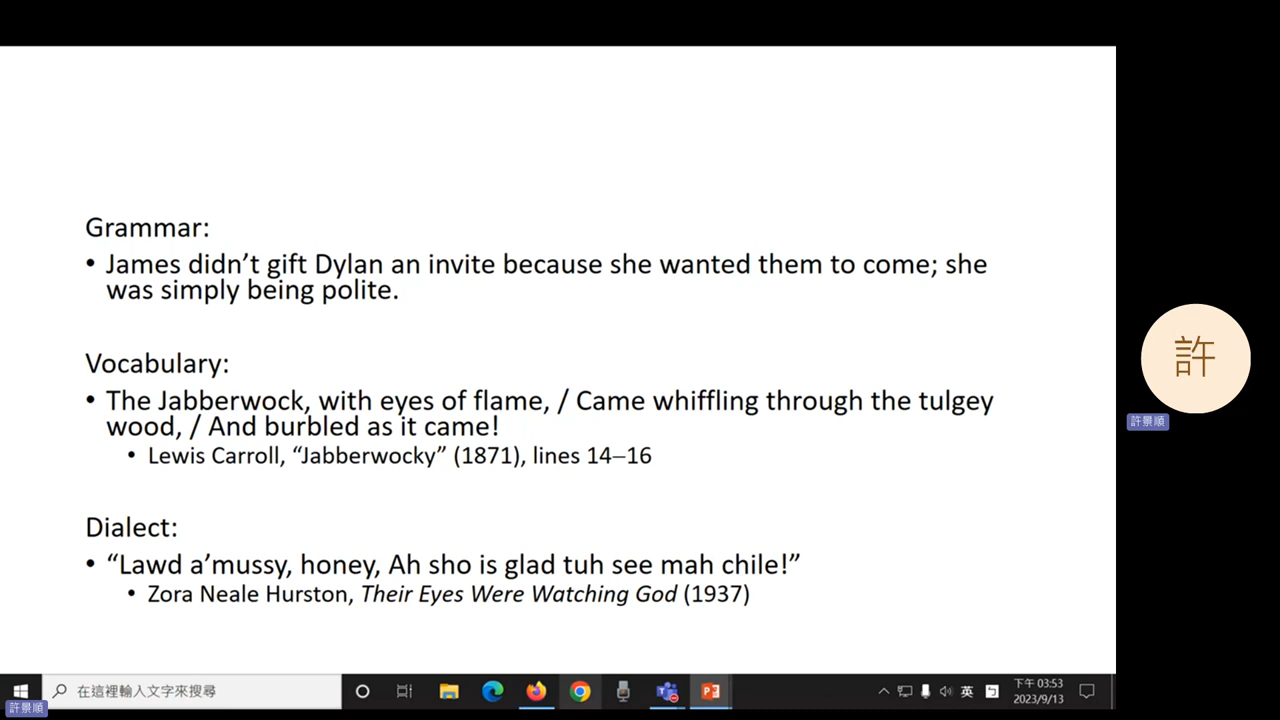 Grammar:
• James didn’t gift Dylan an invite because she wanted them to come; she
was simply being polite.
Vocabulary:
• The Jabberwock, with eyes of flame, / Came whiffling through the tulgey
wood, / And burbled as it came!
• Lewis Carroll, “Jabberwocky” (1871), lines 14–16
Dialect:
• “Lawd a’mussy, honey, Ah sho is glad tuh see mah chile!”
• Zora Neale Hurston, Their Eyes Were Watching God (1937)
許
許景順
在這裡輸入文字來搜尋
英
下午 03:53
2023/9/13
許景順